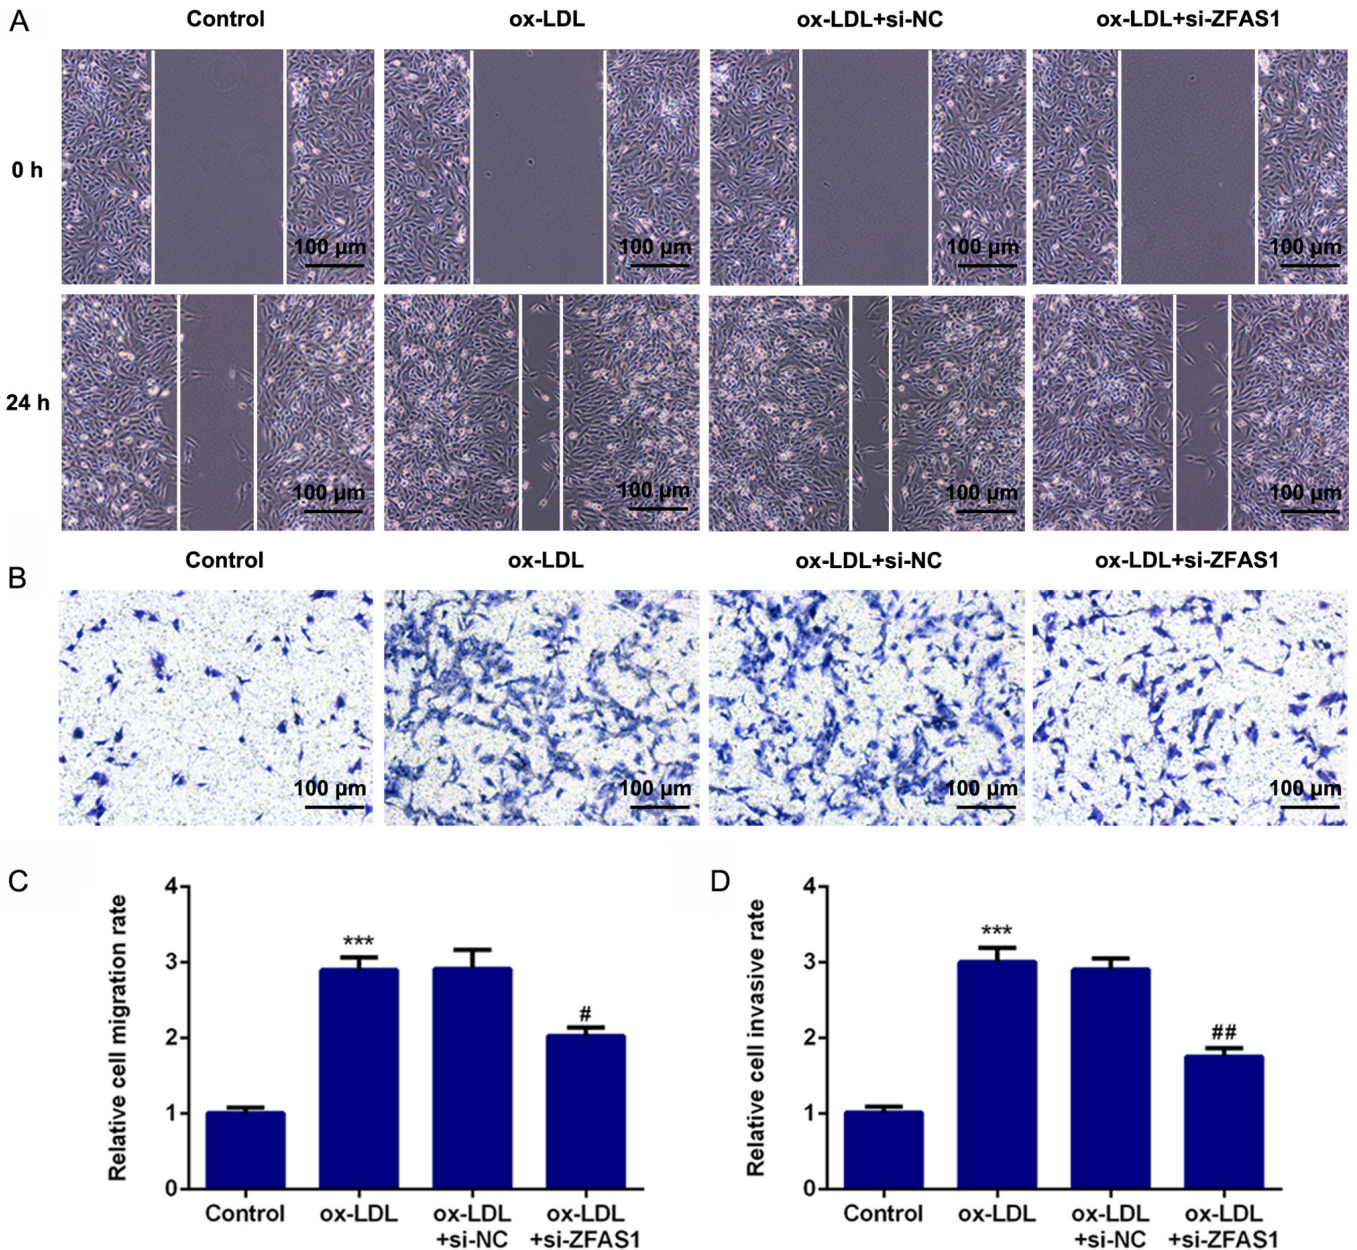 A
Control
ox-LDL
ox-LDL+si-NC
ox-LDL+si-ZFAS1
0 h
100 µm
100 µm
100 µm
100 µm
24 h
100 µm
100 µm
100 µm
100 µm
B
Control
ox-LDL
ox-LDL+si-NC
ox-LDL+si-ZFAS1
100 µm
100 µm
100 µm
100 µm
C
Relative cell migration rate
4
3
2
1
0
***
#
Control
ox-LDL
ox-LDL
+si-NC
ox-LDL
+si-ZFAS1
D
Relative cell invasive rate
4
3
2
1
0
***
##
Control
ox-LDL
ox-LDL
+si-NC
ox-LDL
+si-ZFAS1